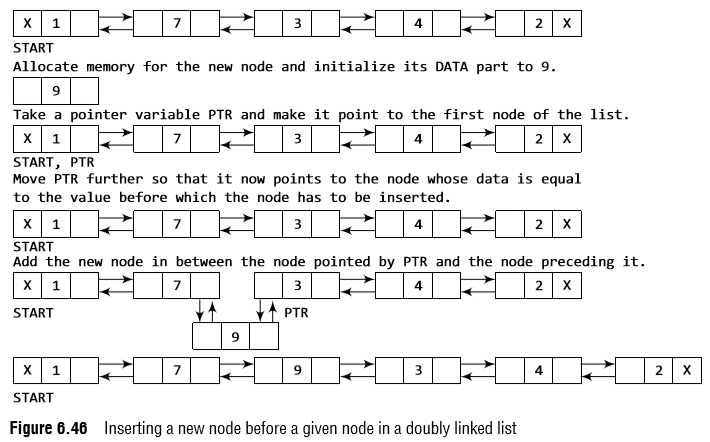 X 1 7 3 4 2 X
START
Allocate memory for the new node and initialize its DATA part to 9.
9
Take a pointer variable PTR and make it point to the first node of the list.
X 1 7 3 4 2 X
START, PTR
Move PTR further so that it now points to the node whose data is equal
to the value before which the node has to be inserted.
X 1 7 3 4 2 X
START
Add the new node in between the node pointed by PTR and the node preceding it.
X 1 7 3 4 2 X
START PTR
9
X 1 7 9 3 4 2 X
START
Figure 6.46 Inserting a new node before a given node in a doubly linked list